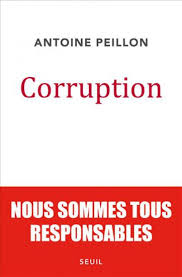 ANTOINE PEILLON
Corruption
NOUS SOMMES TOUS
RESPONSABLES
SEUIL